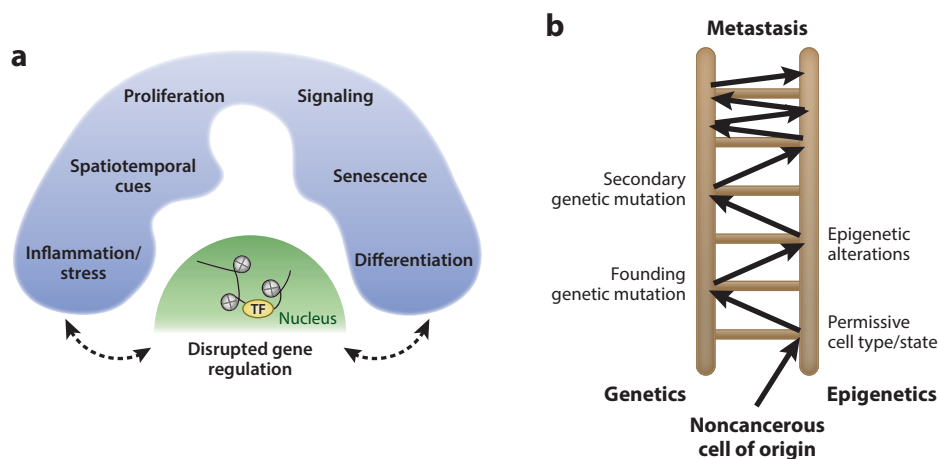 a
Proliferation
Signaling
Spatiotemporal
cues
Senescence
Inflammation/
stress
Differentiation
TF
Nucleus
Disrupted gene
regulation
b
Metastasis
Secondary
genetic mutation
Epigenetic
alterations
Founding
genetic mutation
Permissive
cell type/state
Genetics
Epigenetics
Noncancerous
cell of origin